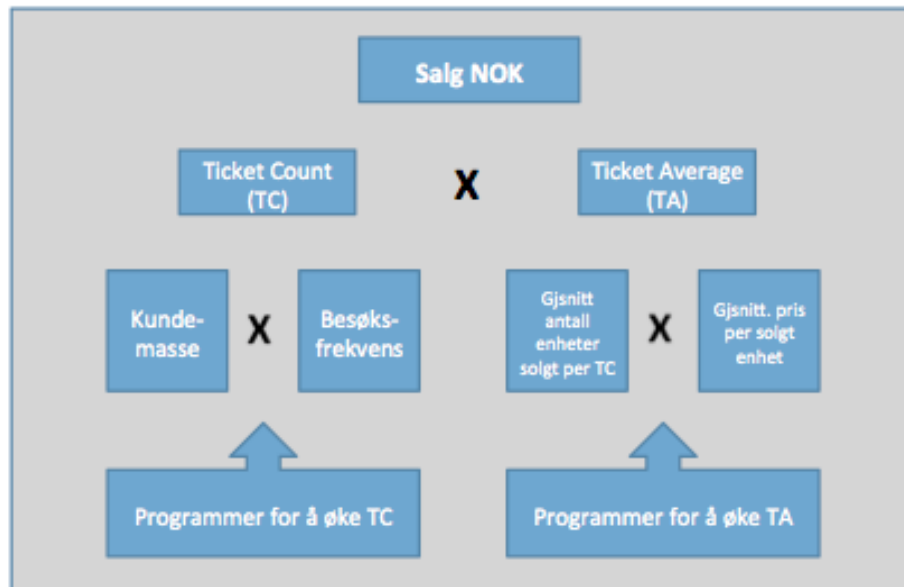 Salg NOK
Ticket Count
(TC)
X
Ticket Average
(TA)
Kunde-
masse
X
Besøks-
frekvens
Gjsnitt
antall
enheter
solgt per TC
X
Gjsnitt. pris
per solgt
enhet
Programmer for å øke TC
Programmer for å øke TA